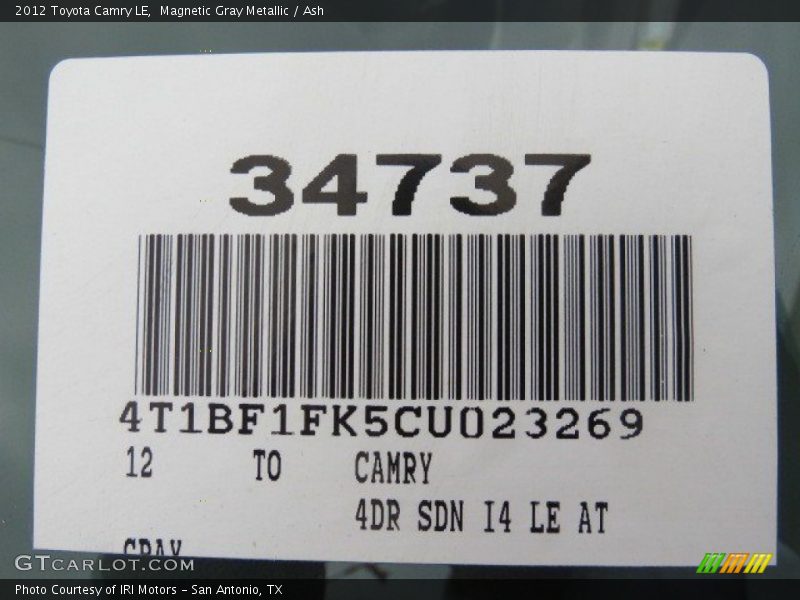 2012 Toyota Camry LE,  Magnetic Gray Metallic / Ash
34737
4T1BF1FK5CU023269
12 TO CAMRY
4DR SDN I4 LE AT
GRAY
GTCARLOT.COM
Photo Courtesy of IRI Motors – San Antonio, TX